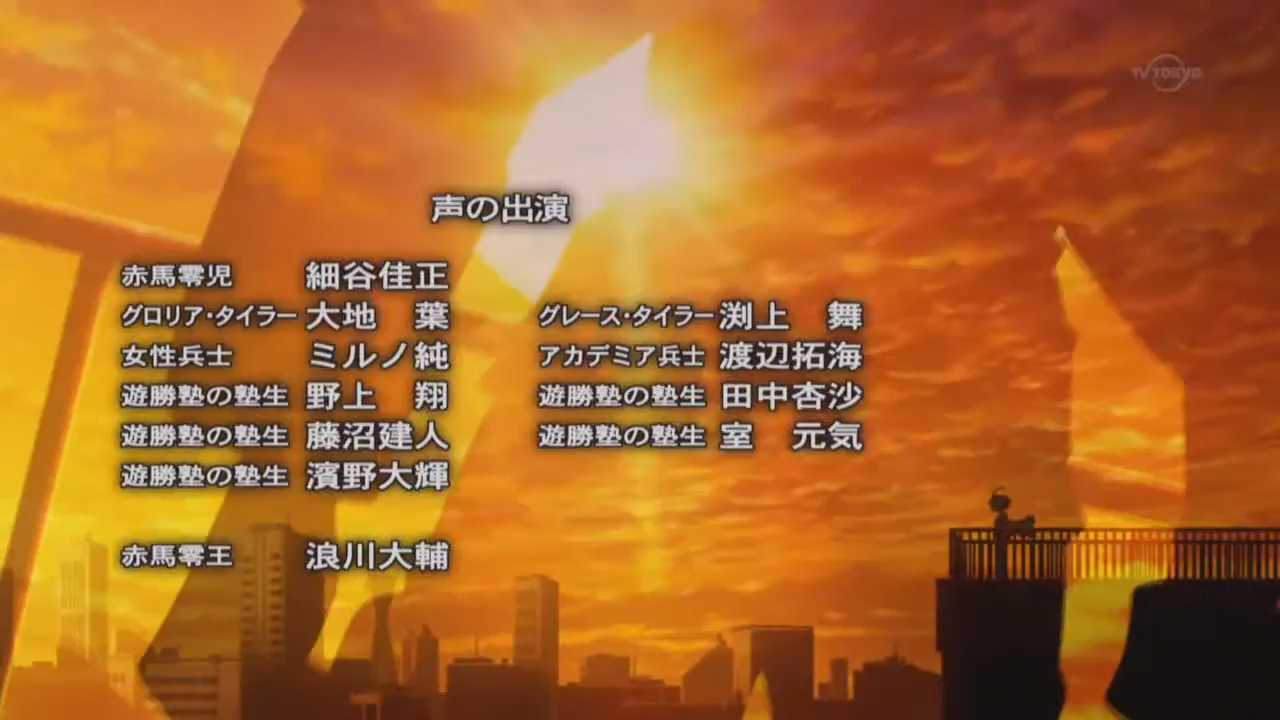 TV TOKYO
声の出演
赤馬零児 細谷佳正
グロリア・タイラー 大地 葉 グレース・タイラー 渕上 舞
女性兵士 ミルノ純 アカデミア兵士 渡辺拓海
遊勝塾の塾生 野上 翔 遊勝塾の塾生 田中杏沙
遊勝塾の塾生 藤沼建人 遊勝塾の塾生 室 元気
遊勝塾の塾生 濱野大輝
赤馬零王 浪川大輔